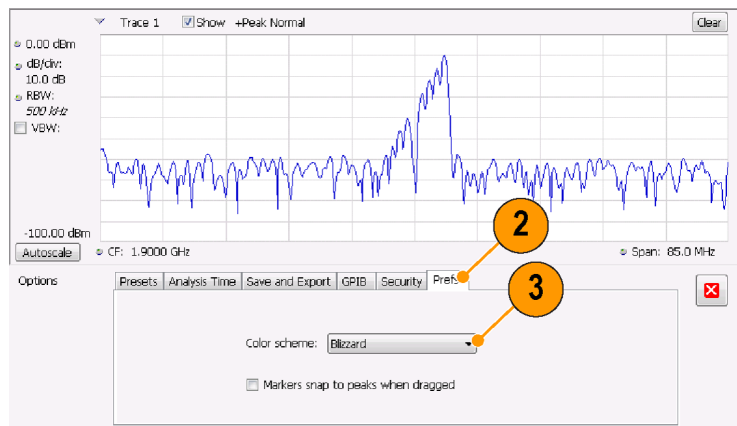 Trace 1 Show +Peak Normal Clear
0.00 dBm
dB/div:
10.0 dB
RBW:
500 kHz
VBW:
-100.00 dBm
Autoscale CF: 1.9000 GHz Span: 85.0 MHz
2
Options Presets Analysis Time Save and Export GPIB Security Prefs
3
Color scheme: Blizzard
Markers snap to peaks when dragged